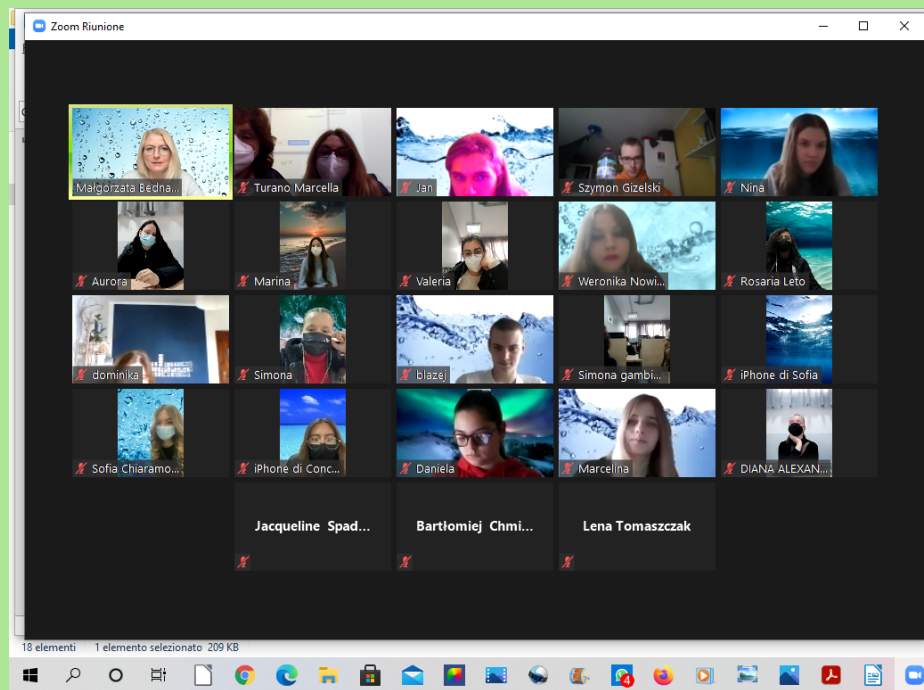 Zoom Riunione
Małgorzata Bedna...
Turano Marcella
Jan
Szymon Gizelski
Nina
Aurora
Marina
Valeria
Weronika Nowi...
Rosaria Leto
dominika
Simona
blazej
Simona gambi...
iPhone di Sofia
Sofia Chiaramo...
iPhone di Conc...
Daniela
Marcelina
DIANA ALEXAN...
Jacqueline Spad...
Bartłomiej Chmi...
Lena Tomaszczak
18 elementi 1 elemento selezionato 209 KB
4